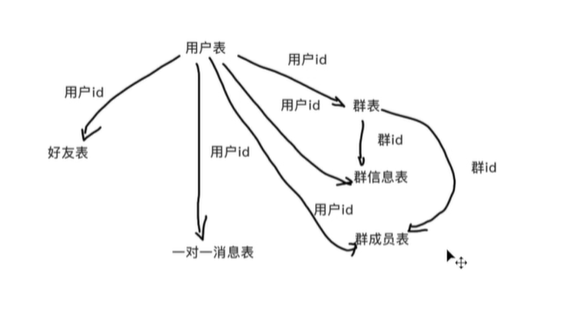 用户表
用户id
用户id
用户id
群表
群id
好友表
用户id
群id
群信息表
用户id
群成员表
一对一消息表